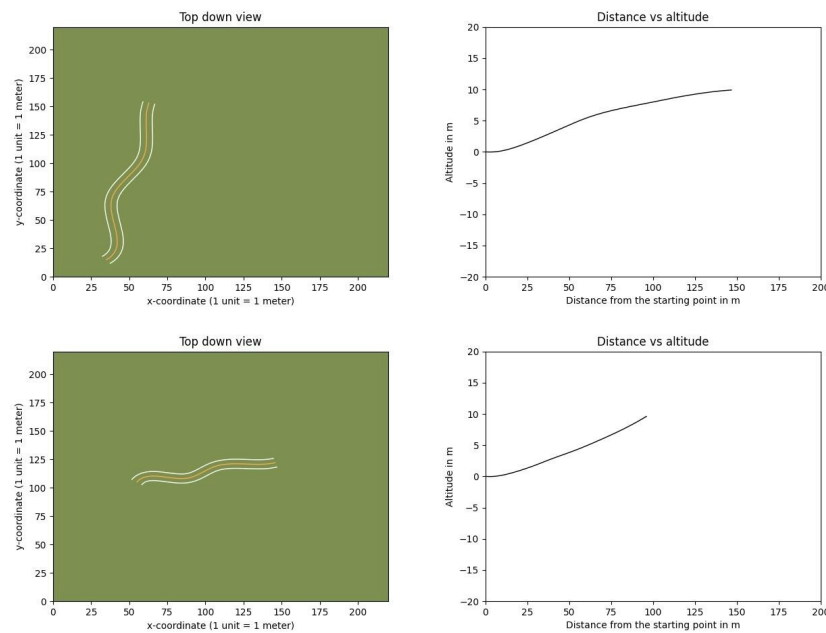 Top down view
Distance vs altitude
200
175
150
125
100
75
50
25
0
y-coordinate (1 unit = 1 meter)
0 25 50 75 100 125 150 175 200
x-coordinate (1 unit = 1 meter)
20
15
10
5
0
−5
−10
−15
−20
Altitude in m
0 25 50 75 100 125 150 175 200
Distance from the starting point in m
Top down view
Distance vs altitude
200
175
150
125
100
75
50
25
0
y-coordinate (1 unit = 1 meter)
0 25 50 75 100 125 150 175 200
x-coordinate (1 unit = 1 meter)
20
15
10
5
0
−5
−10
−15
−20
Altitude in m
0 25 50 75 100 125 150 175 200
Distance from the starting point in m